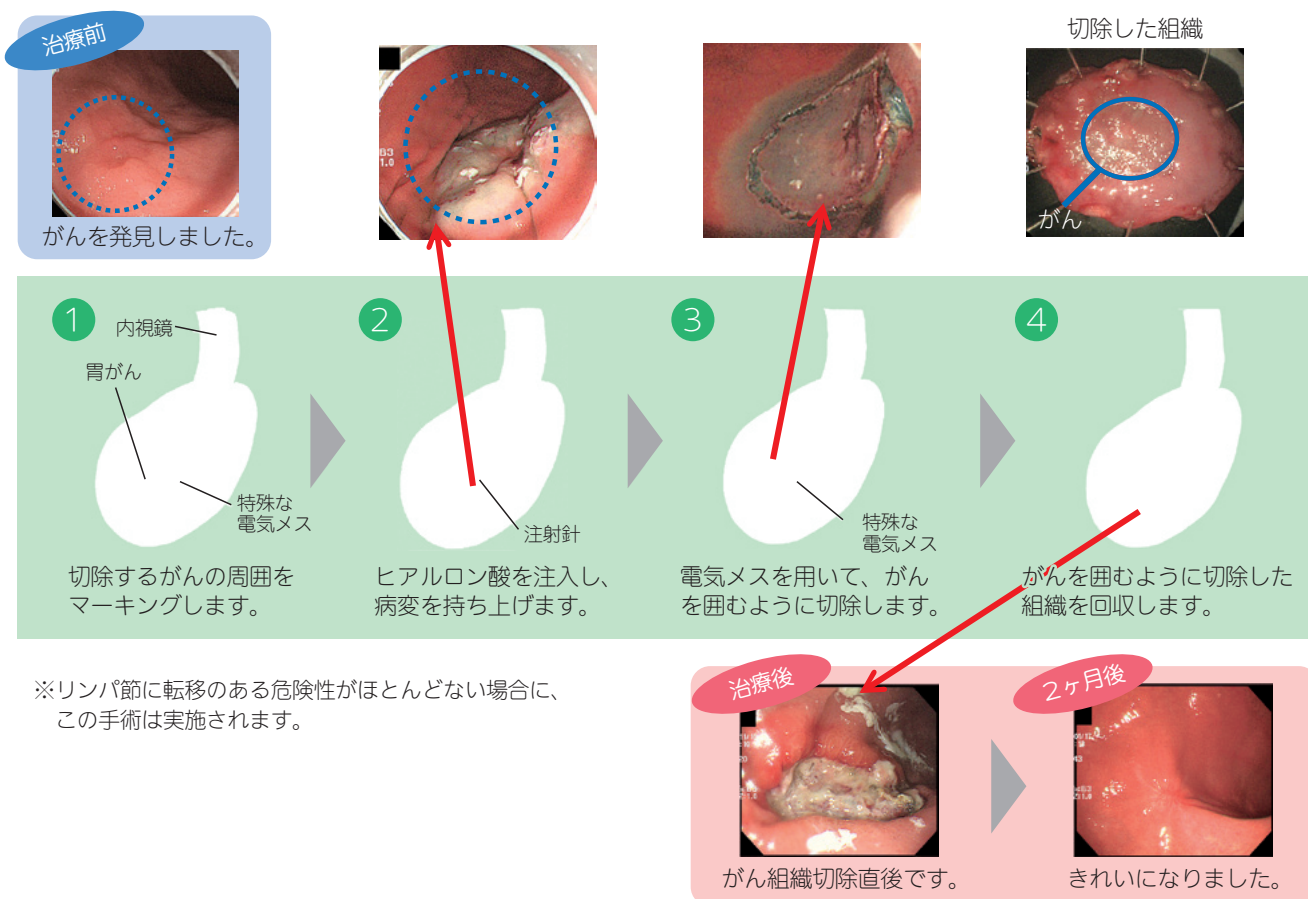 治療前
がんを発見しました。
切除した組織
がん
1
内視鏡
胃がん
特殊な
電気メス
切除するがんの周囲を
マーキングします。
2
注射針
ヒアルロン酸を注入し、
病変を持ち上げます。
3
特殊な
電気メス
電気メスを用いて、がん
を囲むように切除します。
4
がんを囲むように切除した
組織を回収します。
※リンパ節に転移のある危険性がほとんどない場合に、
この手術は実施されます。
治療後
がん組織切除直後です。
2ヶ月後
きれいになりました。